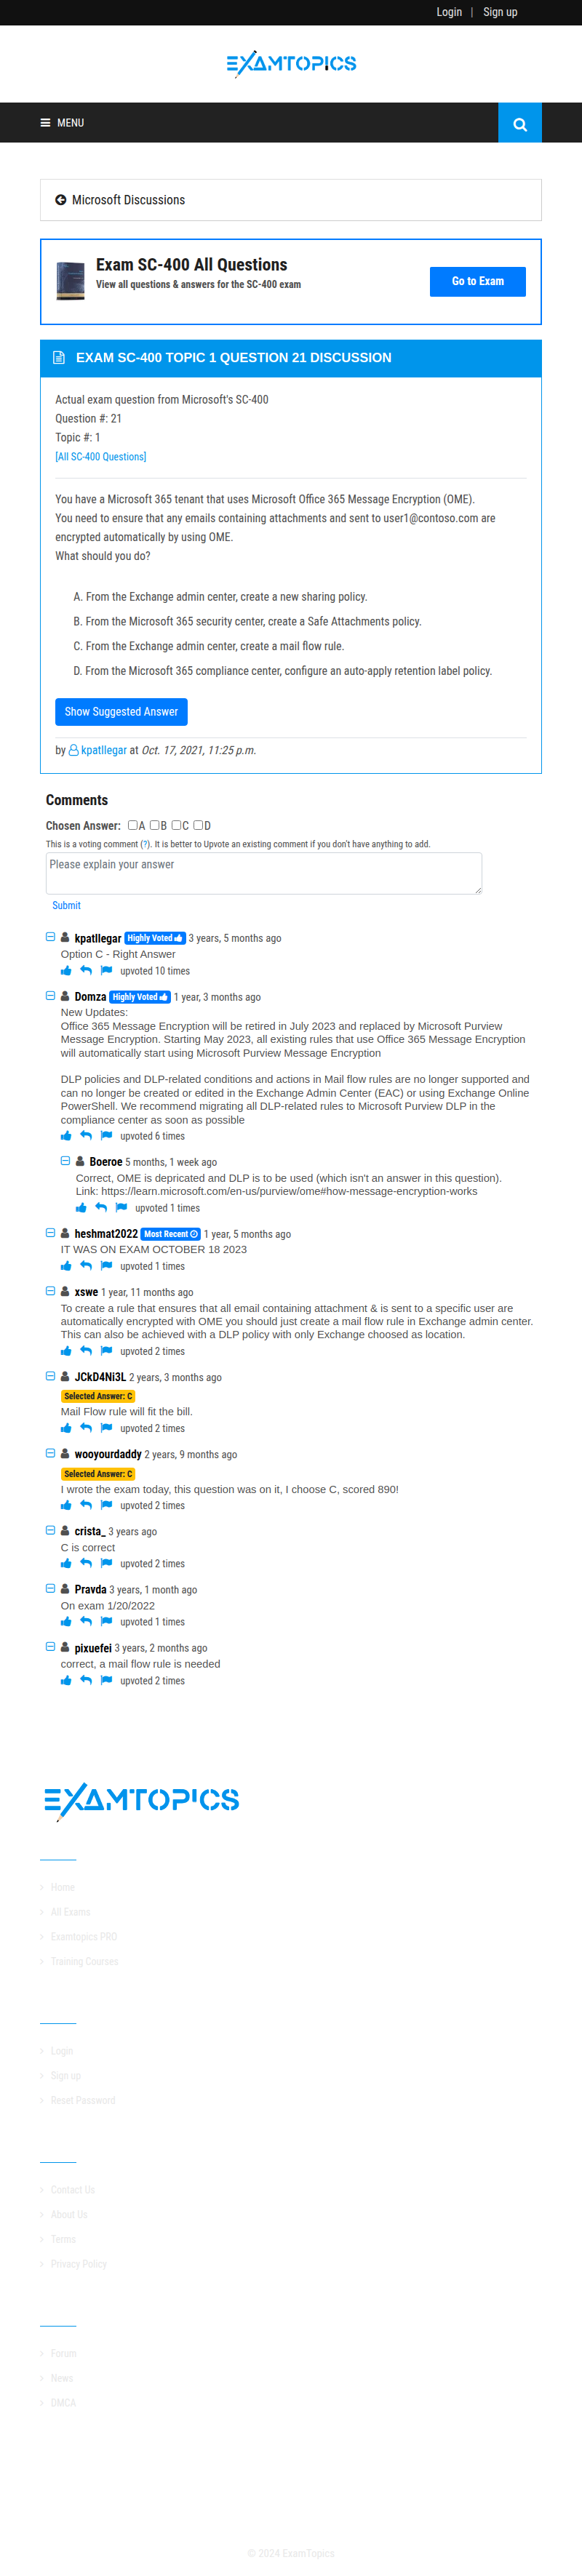 Login | Sign up
EXAMTOPICS
MENU
Microsoft Discussions
Exam SC-400 All Questions
View all questions & answers for the SC-400 exam
Go to Exam
EXAM SC-400 TOPIC 1 QUESTION 21 DISCUSSION
Actual exam question from Microsoft's SC-400
Question #: 21
Topic #: 1
[All SC-400 Questions]
You have a Microsoft 365 tenant that uses Microsoft Office 365 Message Encryption (OME).
You need to ensure that any emails containing attachments and sent to user1@contoso.com are
encrypted automatically by using OME.
What should you do?
A. From the Exchange admin center, create a new sharing policy.
B. From the Microsoft 365 security center, create a Safe Attachments policy.
C. From the Exchange admin center, create a mail flow rule.
D. From the Microsoft 365 compliance center, configure an auto-apply retention label policy.
Show Suggested Answer
by kpatllegar at Oct. 17, 2021, 11:25 p.m.
Comments
Chosen Answer: A B C D
This is a voting comment (?). It is better to Upvote an existing comment if you don't have anything to add.
Please explain your answer
Submit
kpatllegar Highly Voted 3 years, 5 months ago
Option C - Right Answer
upvoted 10 times
Domza Highly Voted 1 year, 3 months ago
New Updates:
Office 365 Message Encryption will be retired in July 2023 and replaced by Microsoft Purview
Message Encryption. Starting May 2023, all existing rules that use Office 365 Message Encryption
will automatically start using Microsoft Purview Message Encryption
DLP policies and DLP-related conditions and actions in Mail flow rules are no longer supported and
can no longer be created or edited in the Exchange Admin Center (EAC) or using Exchange Online
PowerShell. We recommend migrating all DLP-related rules to Microsoft Purview DLP in the
compliance center as soon as possible
upvoted 6 times
Boeroe 5 months, 1 week ago
Correct, OME is depricated and DLP is to be used (which isn't an answer in this question).
Link: https://learn.microsoft.com/en-us/purview/ome#how-message-encryption-works
upvoted 1 times
heshmat2022 Most Recent 1 year, 5 months ago
IT WAS ON EXAM OCTOBER 18 2023
upvoted 1 times
xswe 1 year, 11 months ago
To create a rule that ensures that all email containing attachment & is sent to a specific user are
automatically encrypted with OME you should just create a mail flow rule in Exchange admin center.
This can also be achieved with a DLP policy with only Exchange choosed as location.
upvoted 2 times
JCkD4Ni3L 2 years, 3 months ago
Selected Answer: C
Mail Flow rule will fit the bill.
upvoted 2 times
wooyourdaddy 2 years, 9 months ago
Selected Answer: C
I wrote the exam today, this question was on it, I choose C, scored 890!
upvoted 2 times
crista_ 3 years ago
C is correct
upvoted 2 times
Pravda 3 years, 1 month ago
On exam 1/20/2022
upvoted 1 times
pixuefei 3 years, 2 months ago
correct, a mail flow rule is needed
upvoted 2 times
EXAMTOPICS
Home
All Exams
Examtopics PRO
Training Courses
Login
Sign up
Reset Password
Contact Us
About Us
Terms
Privacy Policy
Forum
News
DMCA
© 2024 ExamTopics